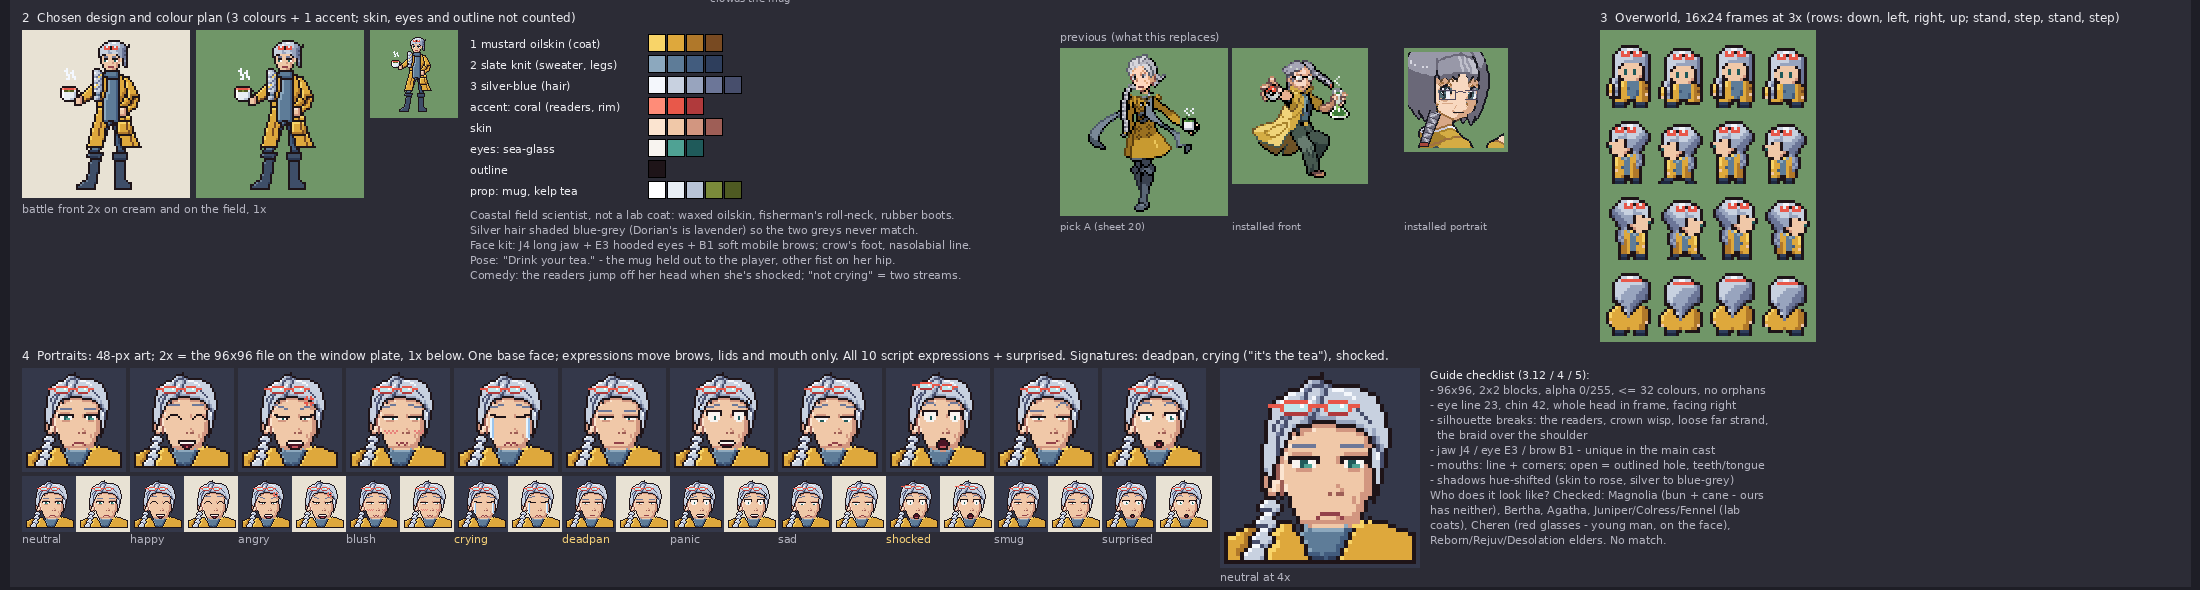 2 Chosen design and colour plan (3 colours + 1 accent; skin, eyes and outline not counted)
battle front 2x on cream and on the field, 1x
1 mustard oilskin (coat)
2 slate knit (sweater, legs)
3 silver-blue (hair)
accent: coral (readers, rim)
skin
eyes: sea-glass
outline
prop: mug, kelp tea
Coastal field scientist, not a lab coat: waxed oilskin, fisherman's roll-neck, rubber boots.
Silver hair shaded blue-grey (Dorian's is lavender) so the two greys never match.
Face kit: J4 long jaw + E3 hooded eyes + B1 soft mobile brows; crow's foot, nasolabial line.
Pose: "Drink your tea." - the mug held out to the player, other fist on her hip.
Comedy: the readers jump off her head when she's shocked; "not crying" = two streams.
previous (what this replaces)
pick A (sheet 20)
installed front
installed portrait
3 Overworld, 16x24 frames at 3x (rows: down, left, right, up; stand, step, stand, step)
4 Portraits: 48-px art; 2x = the 96x96 file on the window plate, 1x below. One base face; expressions move brows, lids and mouth only. All 10 script expressions + surprised. Signatures: deadpan, crying ("it's the tea"), shocked.
neutral
happy
angry
blush
crying
deadpan
panic
sad
shocked
smug
surprised
neutral at 4x
Guide checklist (3.12 / 4 / 5):
- 96x96, 2x2 blocks, alpha 0/255, <= 32 colours, no orphans
- eye line 23, chin 42, whole head in frame, facing right
- silhouette breaks: the readers, crown wisp, loose far strand,
the braid over the shoulder
- jaw J4 / eye E3 / brow B1 - unique in the main cast
- mouths: line + corners; open = outlined hole, teeth/tongue
- shadows hue-shifted (skin to rose, silver to blue-grey)
Who does it look like? Checked: Magnolia (bun + cane - ours
has neither), Bertha, Agatha, Juniper/Colress/Fennel (lab
coats), Cheren (red glasses - young man, on the face),
Reborn/Rejuv/Desolation elders. No match.